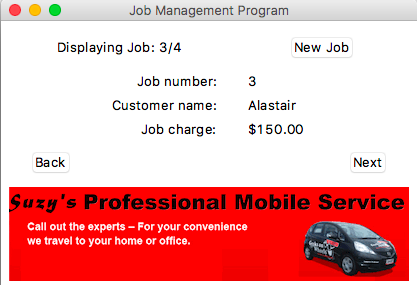 Job Management Program
Displaying Job: 3/4
New Job
Job number: 3
Customer name: Alastair
Job charge: $150.00
Back
Next
Suzy's Professional Mobile Service
Call out the experts – For your convenience
we travel to your home or office.